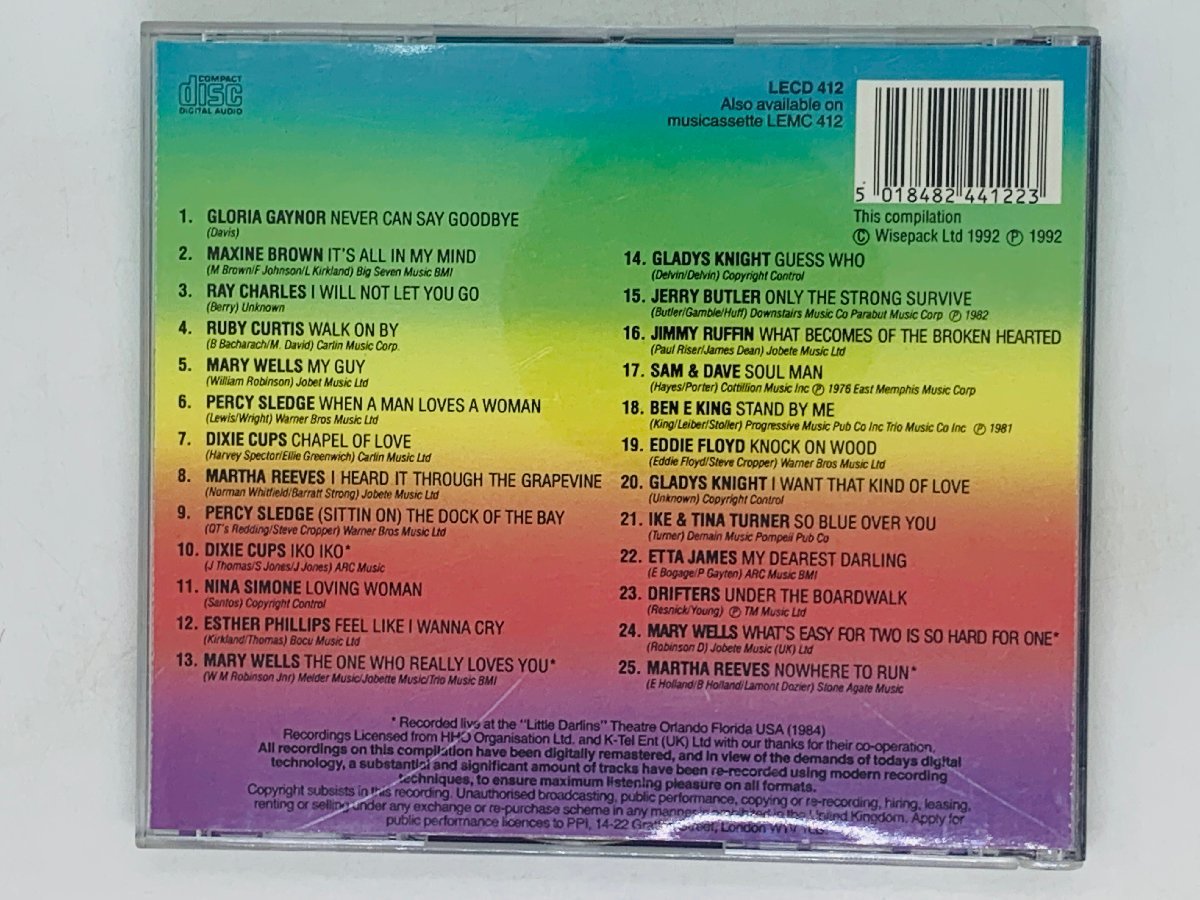 COMPACT
disc
DIGITAL AUDIO
LECD 412
Also available on
musicassette LEMC 412
5 018482 441223
This compilation
Ⓒ Wisepack Ltd 1992 Ⓟ 1992
1. GLORIA GAYNOR NEVER CAN SAY GOODBYE
(Davis)
2. MAXINE BROWN IT'S ALL IN MY MIND
(M Brown/F Johnson/L Kirkland) Big Seven Music BMI
3. RAY CHARLES I WILL NOT LET YOU GO
(Berry) Unknown
4. RUBY CURTIS WALK ON BY
(B Bacharach/M. David) Carlin Music Corp.
5. MARY WELLS MY GUY
(William Robinson) Jobet Music Ltd
6. PERCY SLEDGE WHEN A MAN LOVES A WOMAN
(Lewis/Wright) Warner Bros Music Ltd
7. DIXIE CUPS CHAPEL OF LOVE
(Harvey Spector/Ellie Greenwich) Carlin Music Ltd
8. MARTHA REEVES I HEARD IT THROUGH THE GRAPEVINE
(Norman Whitfield/Barratt Strong) Jobete Music Ltd
9. PERCY SLEDGE (SITTIN ON) THE DOCK OF THE BAY
(QT's Redding/Steve Cropper) Warner Bros Music Ltd
10. DIXIE CUPS IKO IKO*
(J Thomas/S Jones/J Jones) ARC Music
11. NINA SIMONE LOVING WOMAN
(Santos) Copyright Control
12. ESTHER PHILLIPS FEEL LIKE I WANNA CRY
(Kirkland/Thomas) Bocu Music Ltd
13. MARY WELLS THE ONE WHO REALLY LOVES YOU*
(W M Robinson Jnr) Melder Music/Jobette Music/Trio Music BMI
14. GLADYS KNIGHT GUESS WHO
(Delvin/Delvin) Copyright Control
15. JERRY BUTLER ONLY THE STRONG SURVIVE
(Butler/Gamble/Huff) Downstairs Music Co Parabut Music Corp Ⓟ 1982
16. JIMMY RUFFIN WHAT BECOMES OF THE BROKEN HEARTED
(Paul Riser/James Dean) Jobete Music Ltd
17. SAM & DAVE SOUL MAN
(Hayes/Porter) Cottillion Music Inc Ⓟ 1976 East Memphis Music Corp
18. BEN E KING STAND BY ME
(King/Leiber/Stoller) Progressive Music Pub Co Inc Trio Music Co Inc Ⓟ 1981
19. EDDIE FLOYD KNOCK ON WOOD
(Eddie Floyd/Steve Cropper) Warner Bros Music Ltd
20. GLADYS KNIGHT I WANT THAT KIND OF LOVE
(Unknown) Copyright Control
21. IKE & TINA TURNER SO BLUE OVER YOU
(Turner) Demain Music Pompeii Pub Co
22. ETTA JAMES MY DEAREST DARLING
(E Bogage/P Gayten) ARC Music BMI
23. DRIFTERS UNDER THE BOARDWALK
(Resnick/Young) Ⓟ TM Music Ltd
24. MARY WELLS WHAT'S EASY FOR TWO IS SO HARD FOR ONE*
(Robinson D) Jobete Music (UK) Ltd
25. MARTHA REEVES NOWHERE TO RUN*
(E Holland/B Holland/Lamont Dozier) Stone Agate Music
* Recorded live at the "Little Darlins" Theatre Orlando Florida USA (1984)
Recordings Licensed from HHO Organisation Ltd. and K-Tel Ent (UK) Ltd with our thanks for their co-operation.
All recordings on this compilation have been digitally remastered, and in view of the demands of todays digital
technology, a substantial and significant amount of tracks have been re-recorded using modern recording
techniques, to ensure maximum listening pleasure on all formats.
Copyright subsists in this recording. Unauthorised broadcasting, public performance, copying or re-recording, hiring, leasing,
renting or selling under any exchange or re-purchase scheme in any manner is prohibited in the United Kingdom. Apply for
public performance licences to PPI, 14-22 Street, London